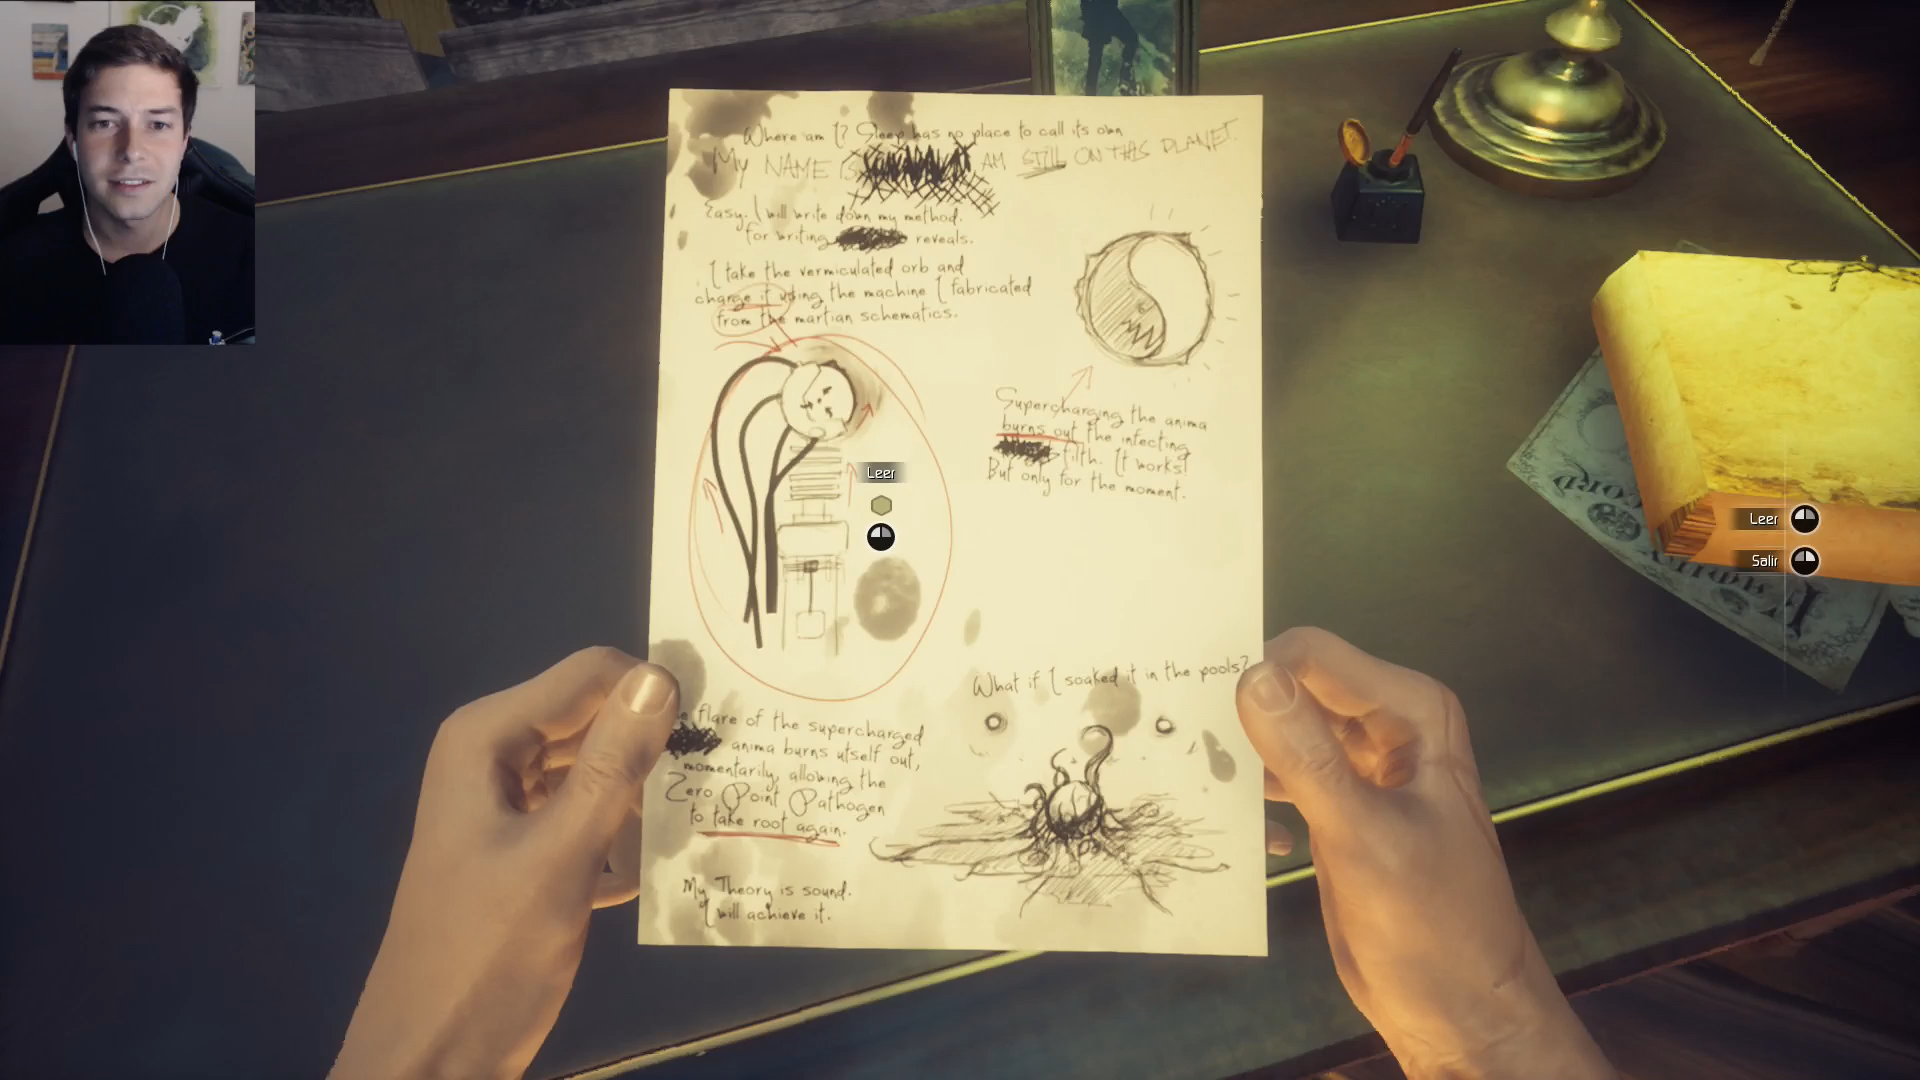 Where am I? Sleep has no place to call its own
MY NAME IS AM STILL ON THIS PLANET.
Easy. I will write down my method.
for writing reveals.
I take the vermiculated orb and
charge it using the machine I fabricated
from the martian schematics.
Supercharging the anima
burns out the infecting
filth. It works!
But only for the moment.
Leer
Leer
Salir
What if I soaked it in the pools?
flare of the supercharged
anima burns utself out,
momentarily, allowing the
Zero Point Pathogen
to take root again.
My Theory is sound.
I will achieve it.